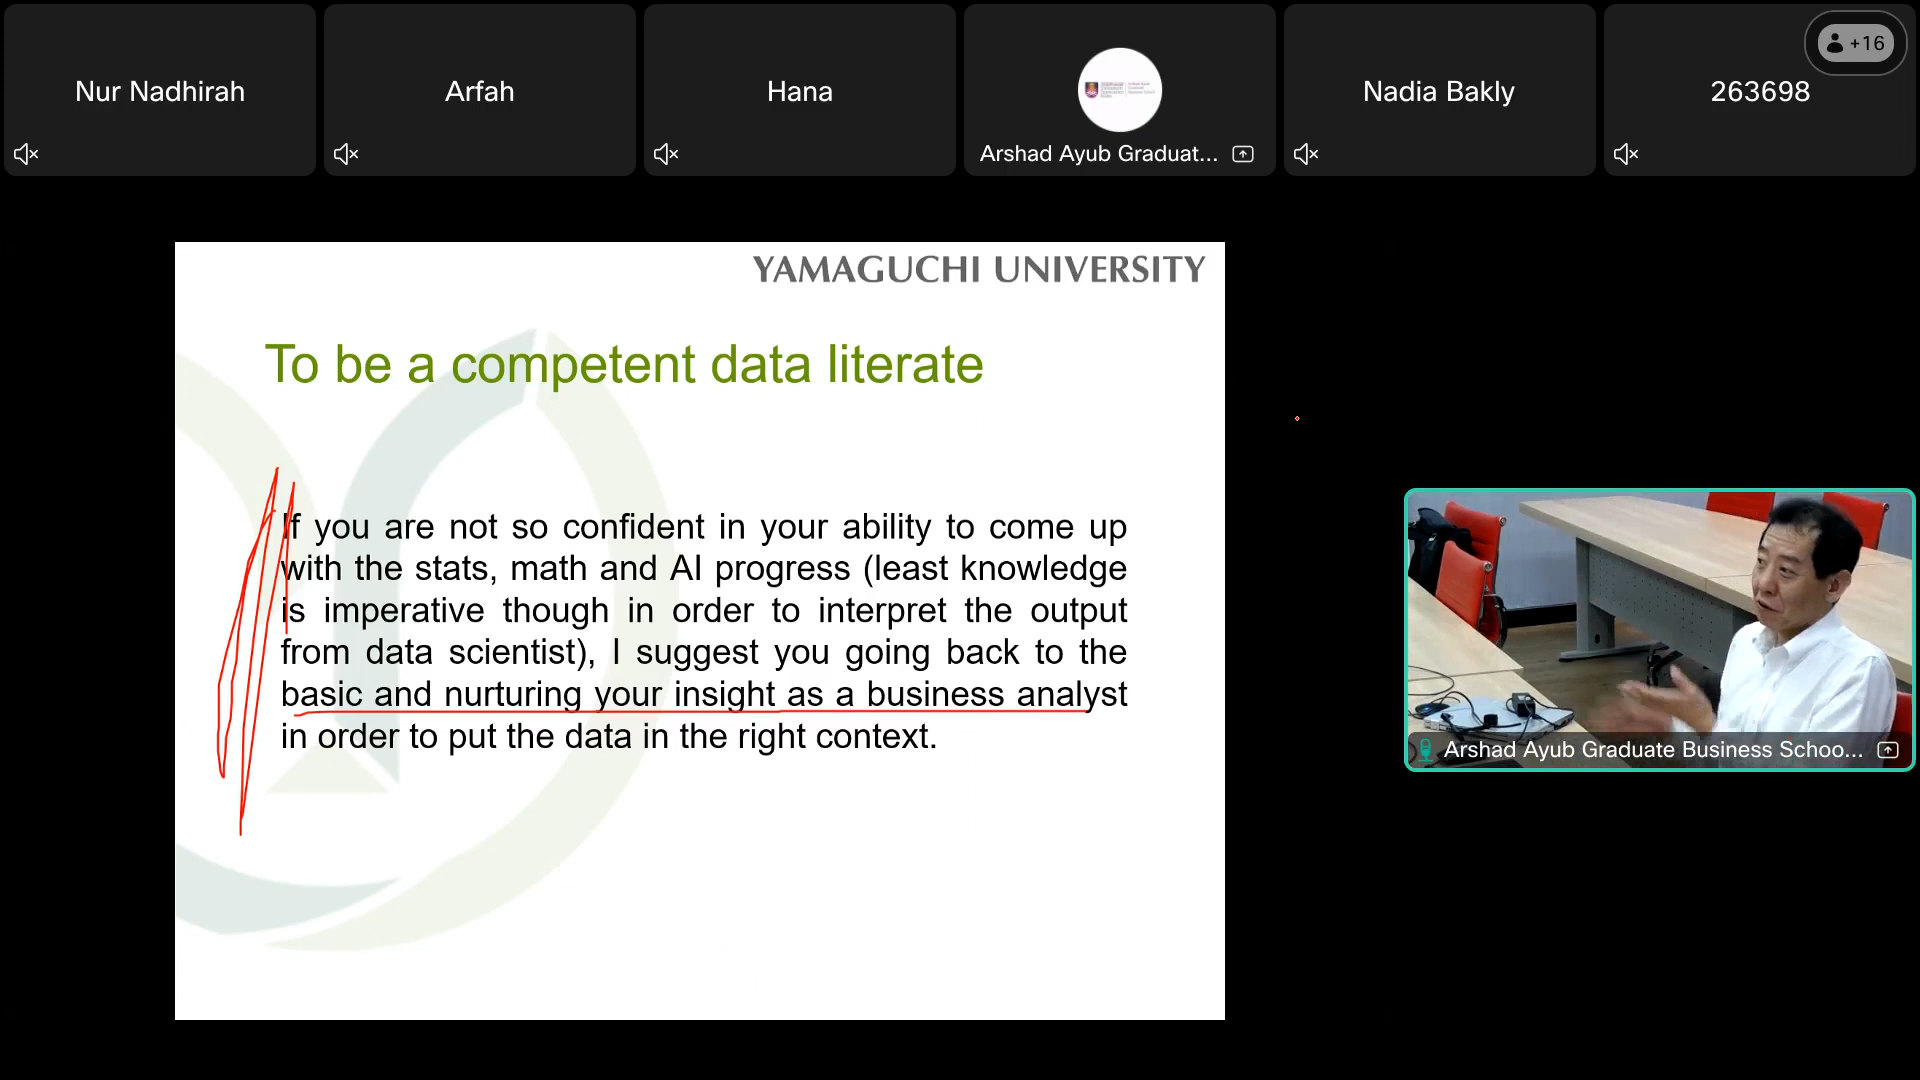 Nur Nadhirah
Arfah
Hana
Arshad Ayub Graduat...
Nadia Bakly
+16
263698
YAMAGUCHI UNIVERSITY
To be a competent data literate
If you are not so confident in your ability to come up
with the stats, math and AI progress (least knowledge
is imperative though in order to interpret the output
from data scientist), I suggest you going back to the
basic and nurturing your insight as a business analyst
in order to put the data in the right context.
Arshad Ayub Graduate Business Schoo...